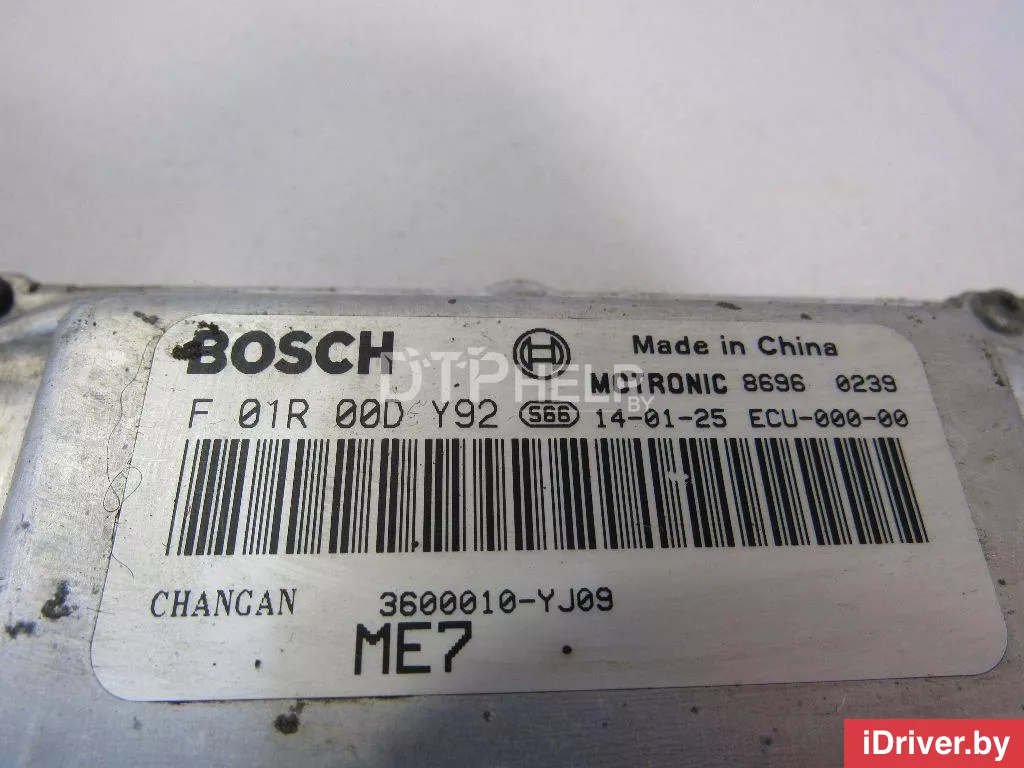 BOSCH
Made in China
MOTRONIC 8696 0239
F 01R 00D Y92 S66 14-01-25 ECU-000-00
CHANGAN 3600010-YJ09
ME7
DTPHELP.BY
iDriver.by